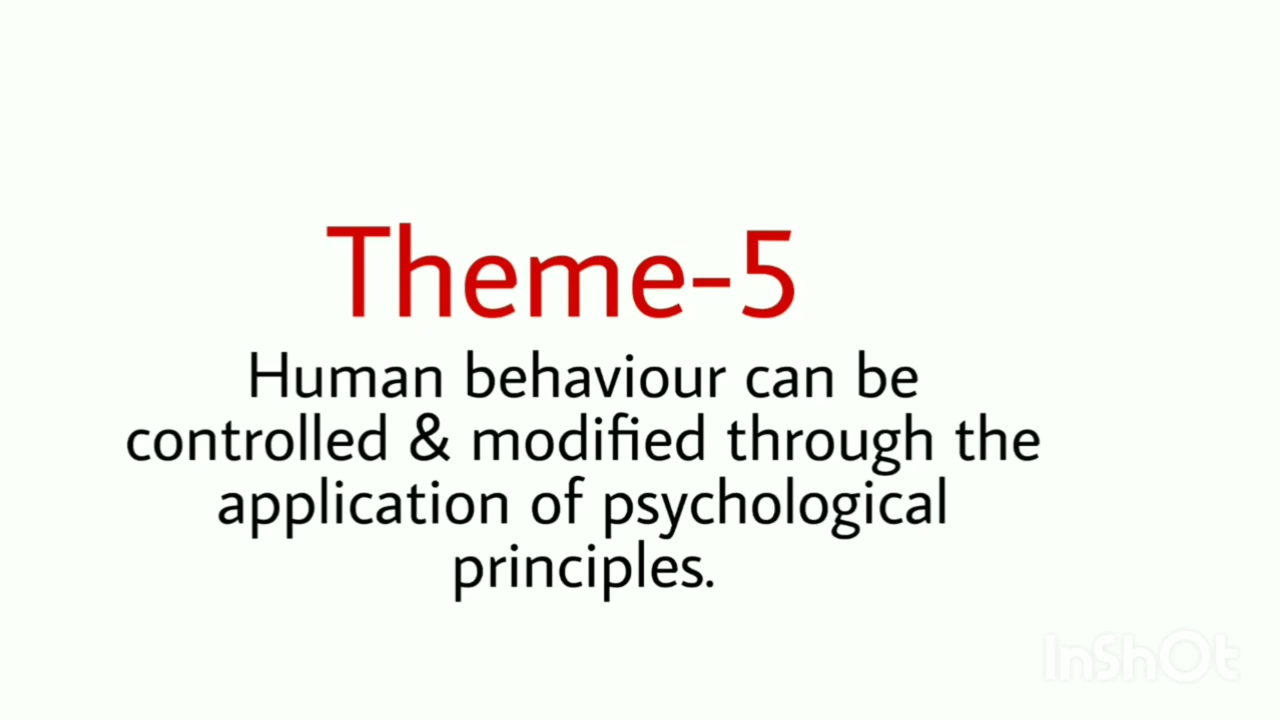 Theme-5
Human behaviour can be
controlled & modified through the
application of psychological
principles.
InShOt